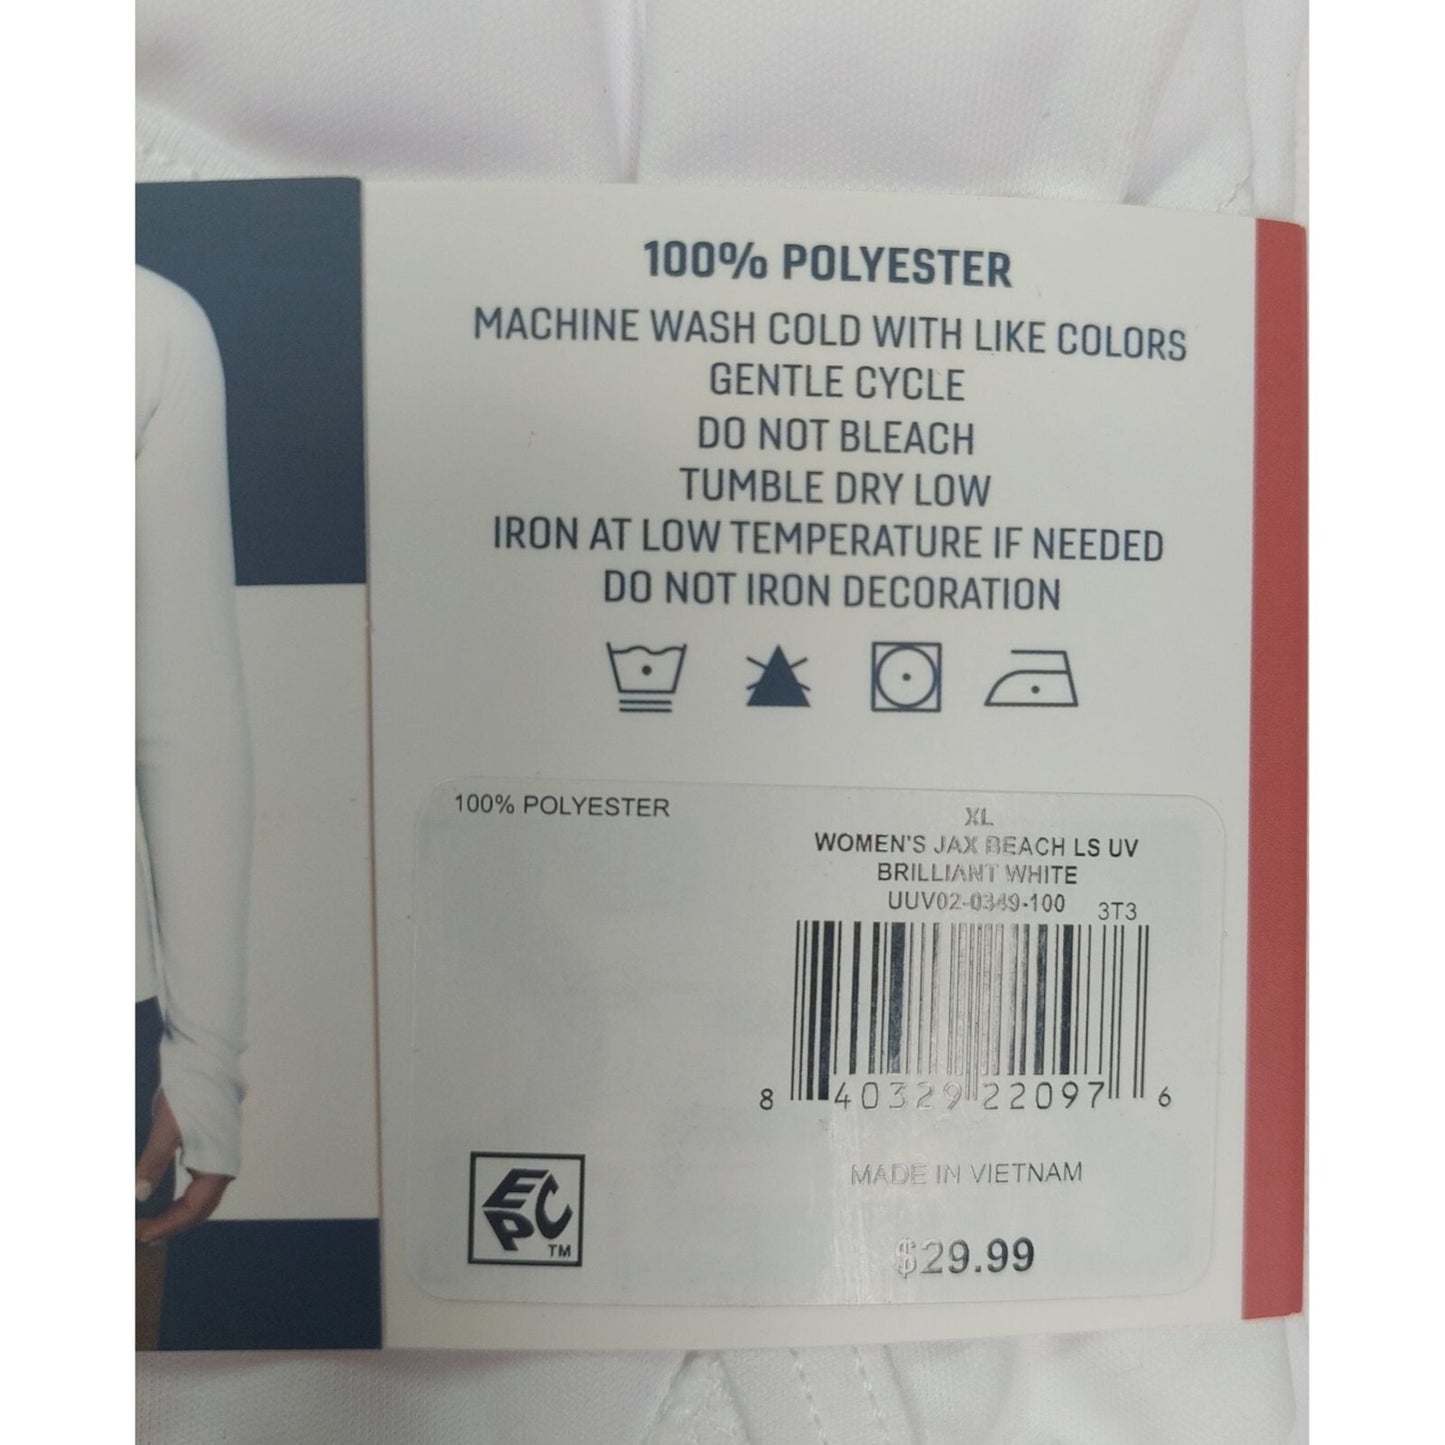 100% POLYESTER
MACHINE WASH COLD WITH LIKE COLORS
GENTLE CYCLE
DO NOT BLEACH
TUMBLE DRY LOW
IRON AT LOW TEMPERATURE IF NEEDED
DO NOT IRON DECORATION
100% POLYESTER
XL
WOMEN'S JAX BEACH LS UV
BRILLIANT WHITE
UUV02-0349-100 3T3
8 40329 22097 6
MADE IN VIETNAM
EPC TM
$29.99